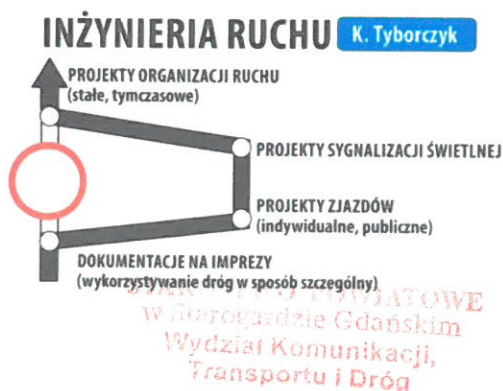 INŻYNIERIA RUCHU K. Tyborczyk
PROJEKTY ORGANIZACJI RUCHU
(stałe, tymczasowe)
PROJEKTY SYGNALIZACJI ŚWIETLNEJ
PROJEKTY ZJAZDÓW
(indywidualne, publiczne)
DOKUMENTACJE NA IMPREZY
(wykorzystywanie dróg w sposób szczególny)
POWIATOWE
w Starogardzie Gdańskim
Wydział Komunikacji,
Transportu i Dróg